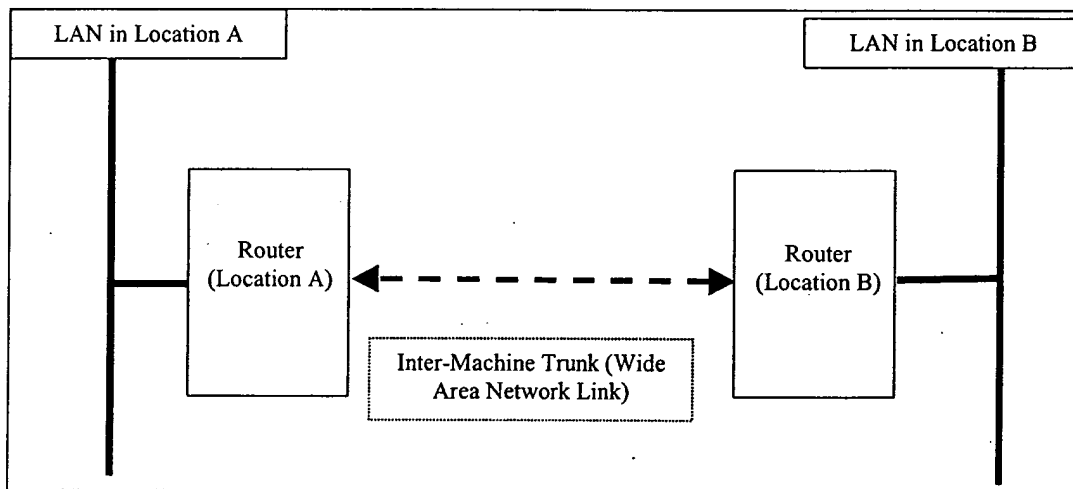 LAN in Location A
LAN in Location B
Router
(Location A)
Router
(Location B)
Inter-Machine Trunk (Wide
Area Network Link)